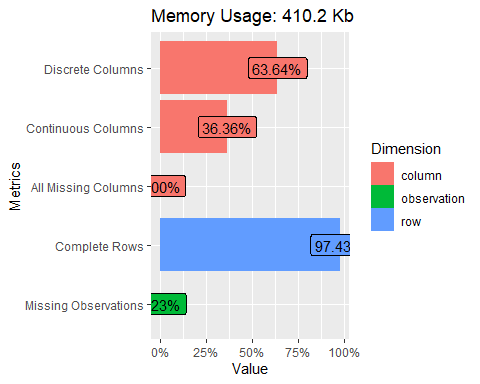 Memory Usage: 410.2 Kb
Metrics
Discrete Columns
63.64%
Continuous Columns
36.36%
All Missing Columns
00%
Complete Rows
97.43
Missing Observations
23%
0%
25%
50%
75%
100%
Value
Dimension
column
observation
row